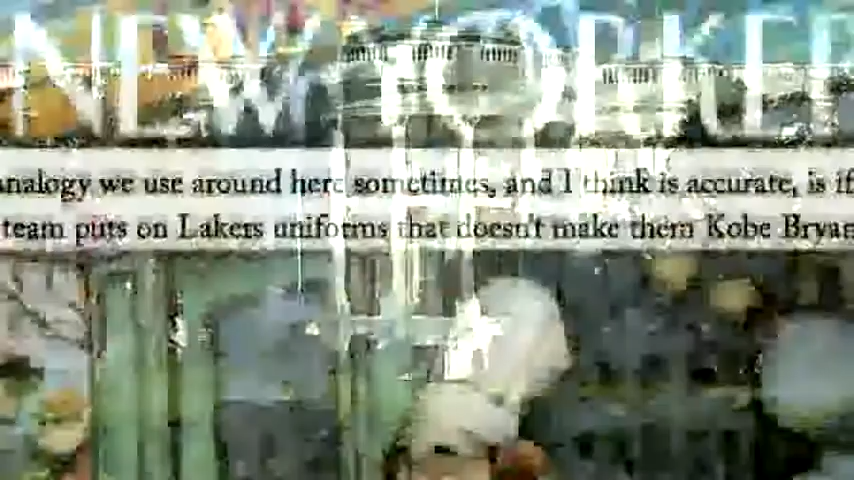 NEW YORKER
analogy we use around here sometimes, and I think is accurate, is if
team puts on Lakers uniforms that doesn't make them Kobe Bryan